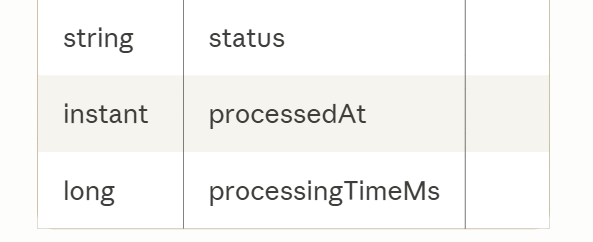 string status
instant processedAt
long processingTimeMs